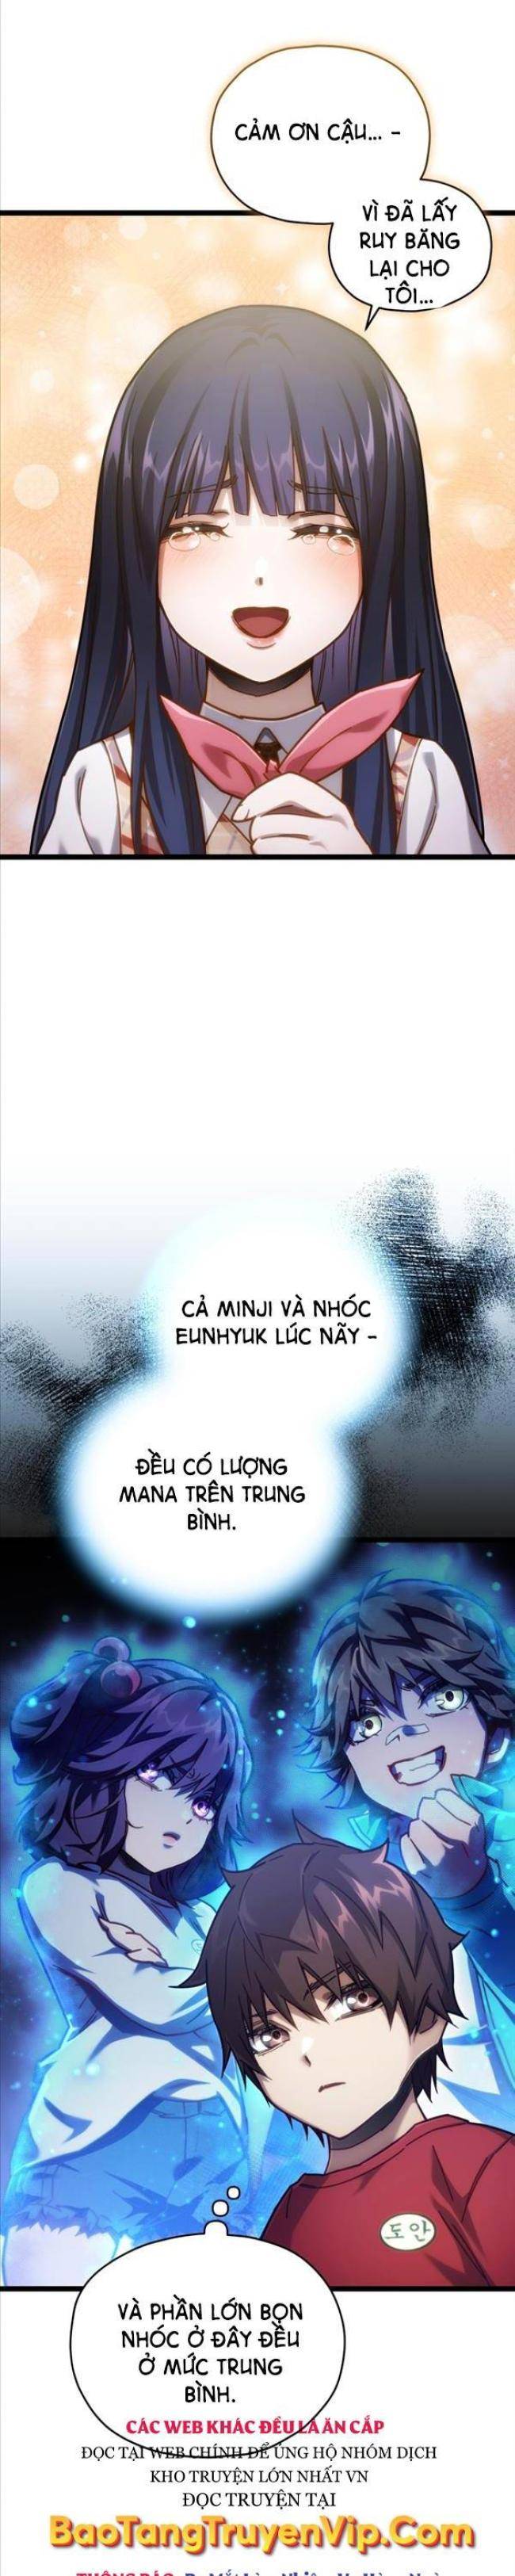 CẢM ƠN CẬU... -
VÌ ĐÃ LẤY
RUY BĂNG
LẠI CHO
TÔI...
CẢ MINJI VÀ NHÓC
EUNHYUK LÚC NÃY -
ĐỀU CÓ LƯỢNG
MANA TRÊN TRUNG
BÌNH.
도안
VÀ PHẦN LỚN BỌN
NHÓC Ở ĐÂY ĐỀU
Ở MỨC TRUNG
BÌNH.
CÁC WEB KHÁC ĐỀU LÀ ĂN CẮP
ĐỌC TẠI WEB CHÍNH ĐỂ ỦNG HỘ NHÓM DỊCH
KHO TRUYỆN LỚN NHẤT VN
ĐỌC TRUYỆN TẠI
BaoTangTruyenVip.Com